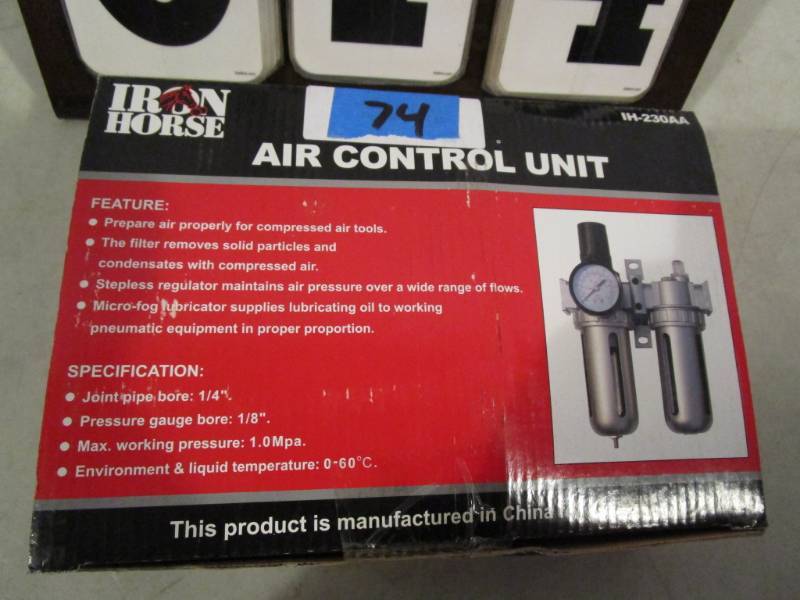 IRON
HORSE
74
IH-230AA
AIR CONTROL UNIT
FEATURE:
● Prepare air properly for compressed air tools.
● The filter removes solid particles and
condensates with compressed air.
● Stepless regulator maintains air pressure over a wide range of flows.
● Micro-fog lubricator supplies lubricating oil to working
pneumatic equipment in proper proportion.
SPECIFICATION:
● Joint pipe bore: 1/4".
● Pressure gauge bore: 1/8".
● Max. working pressure: 1.0Mpa.
● Environment & liquid temperature: 0-60°C.
This product is manufactured in China